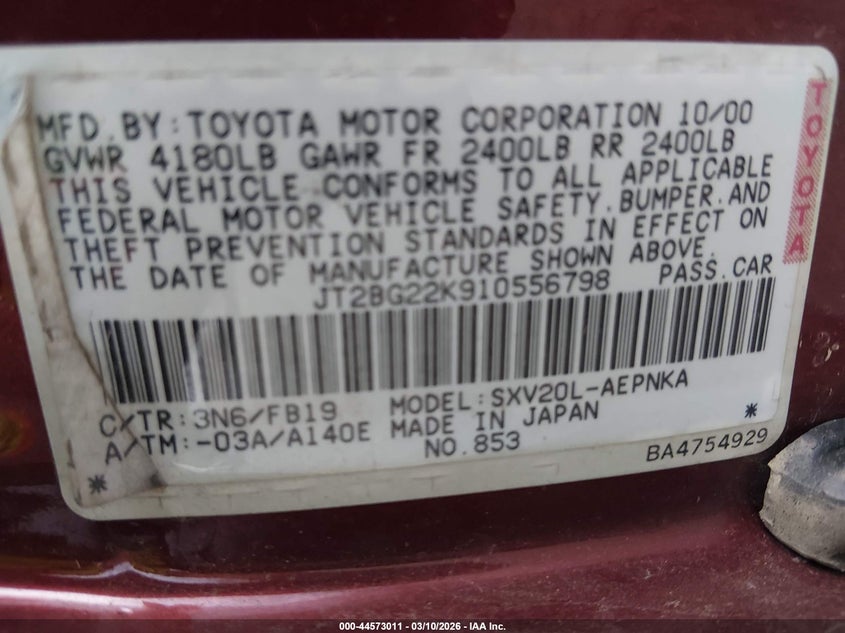 MFD. BY: TOYOTA MOTOR CORPORATION 10/00
GVWR 4180LB GAWR FR 2400LB RR 2400LB
THIS VEHICLE CONFORMS TO ALL APPLICABLE
FEDERAL MOTOR VEHICLE SAFETY, BUMPER, AND
THEFT PREVENTION STANDARDS IN EFFECT ON
THE DATE OF MANUFACTURE SHOWN ABOVE.
JT2BG22K910556798 PASS. CAR
C/TR: 3N6/FB19 MODEL: SXV20L-AEPNKA
A/TM: -03A/A140E MADE IN JAPAN *
* NO. 853 BA4754929
TOYOTA
000-44573011 — 03/10/2026 — IAA Inc.